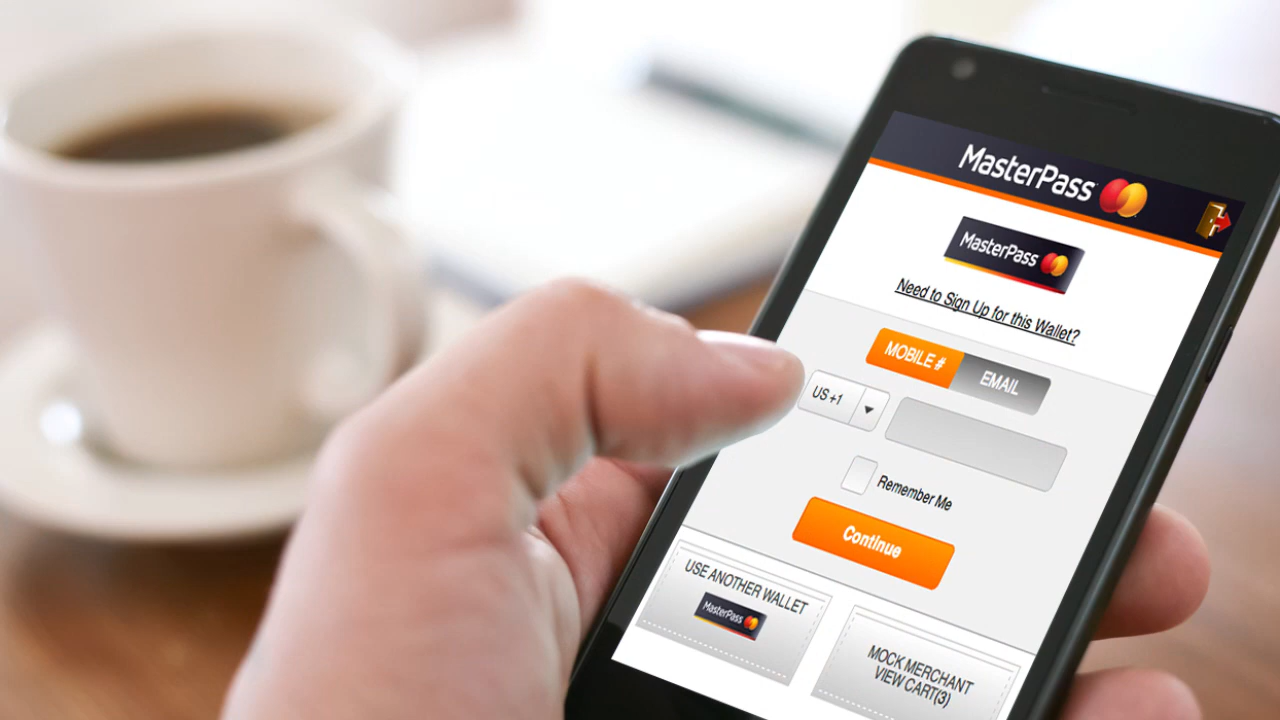 MasterPass
MasterPass
Need to Sign Up for this Wallet?
MOBILE # EMAIL
US +1
Remember Me
Continue
USE ANOTHER WALLET
MasterPass
MOCK MERCHANT
VIEW CART(3)